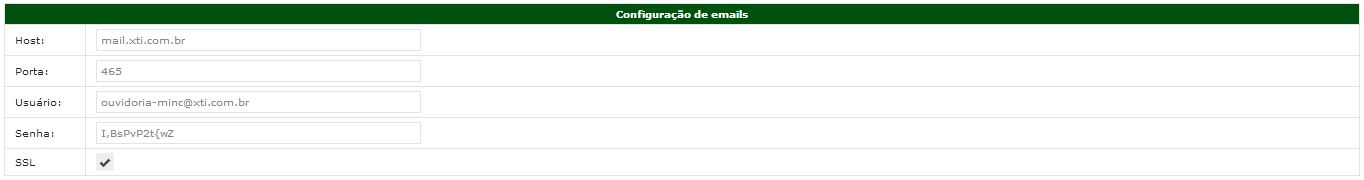 Configuração de emails
Host: mail.xti.com.br
Porta: 465
Usuário: ouvidoria-minc@xti.com.br
Senha: I,BsPvP2t{wZ
SSL